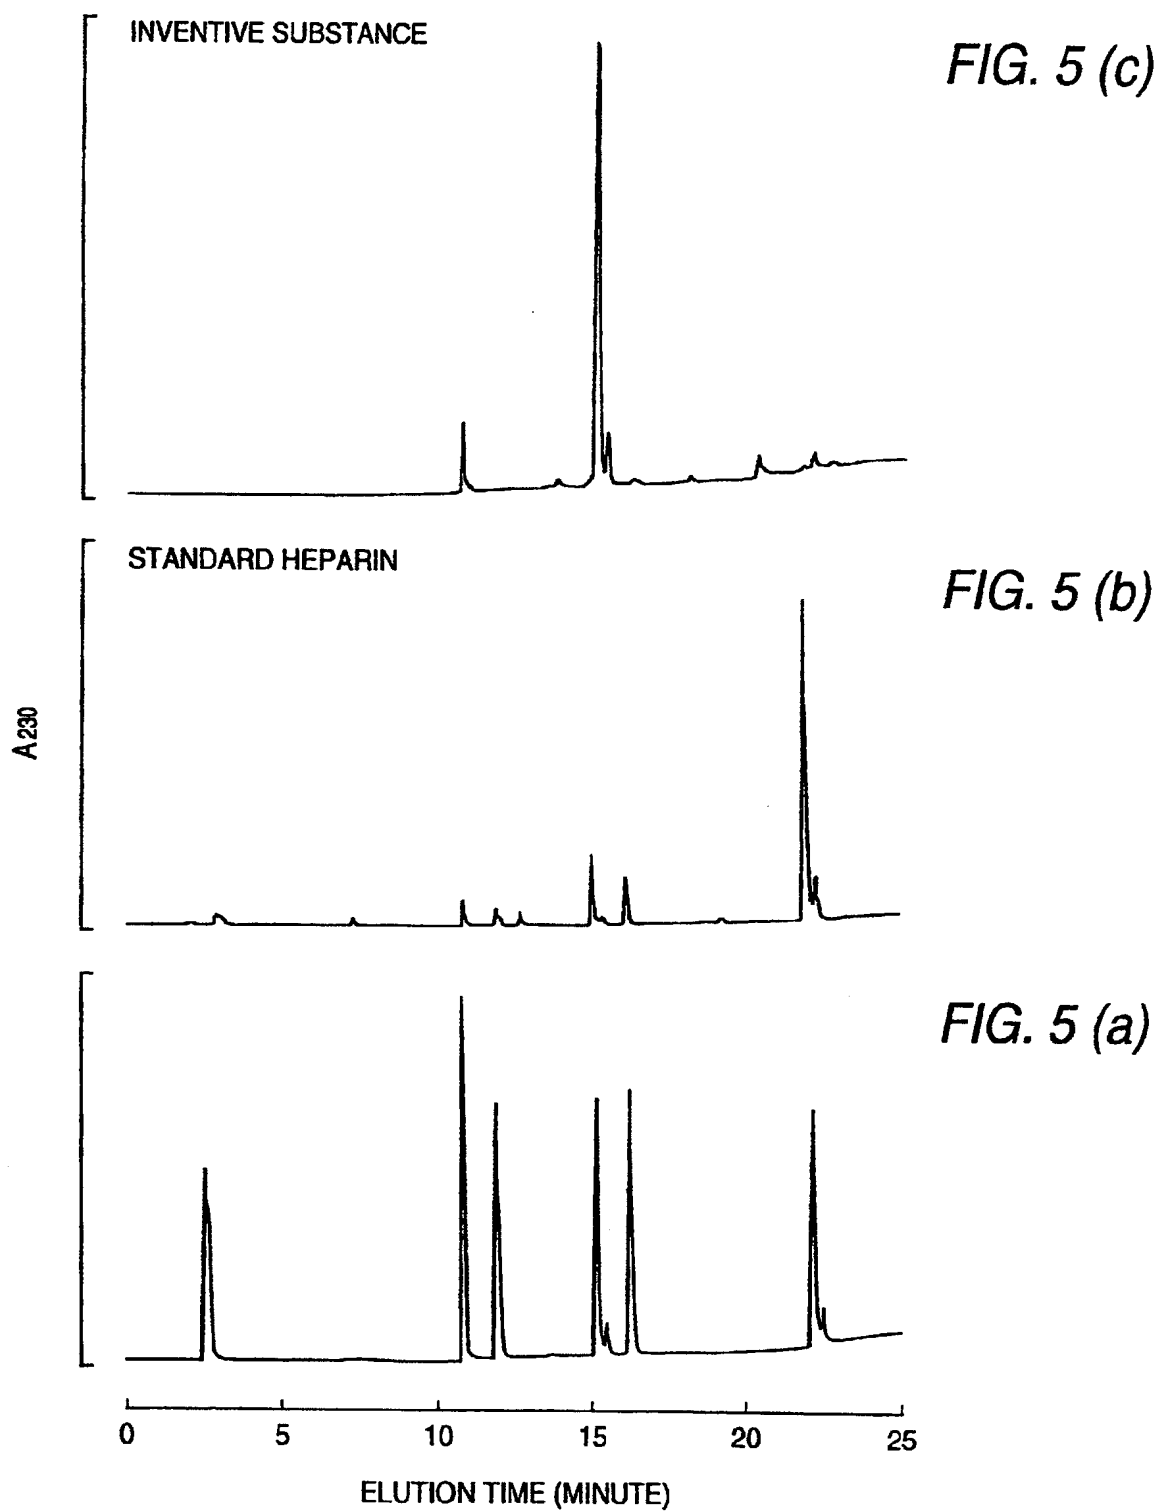 INVENTIVE SUBSTANCE
FIG. 5 (c)
STANDARD HEPARIN
FIG. 5 (b)
A230
FIG. 5 (a)
0 5 10 15 20 25
ELUTION TIME (MINUTE)